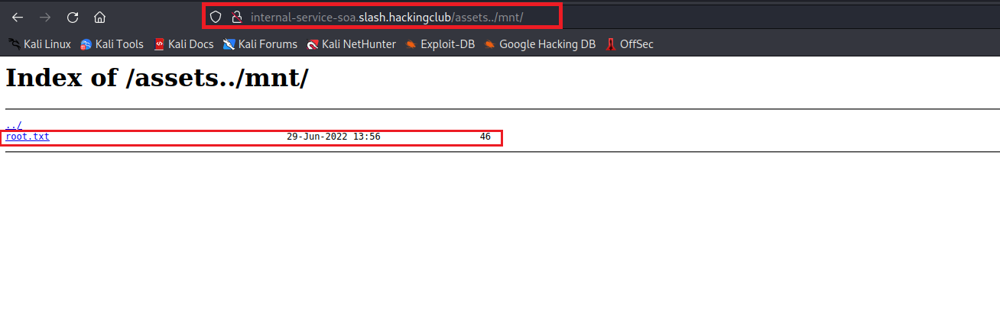 internal-service-soa.slash.hackingclub/assets../mnt/
Kali Linux Kali Tools Kali Docs Kali Forums Kali NetHunter Exploit-DB Google Hacking DB OffSec
Index of /assets../mnt/
../
root.txt 29-Jun-2022 13:56 46